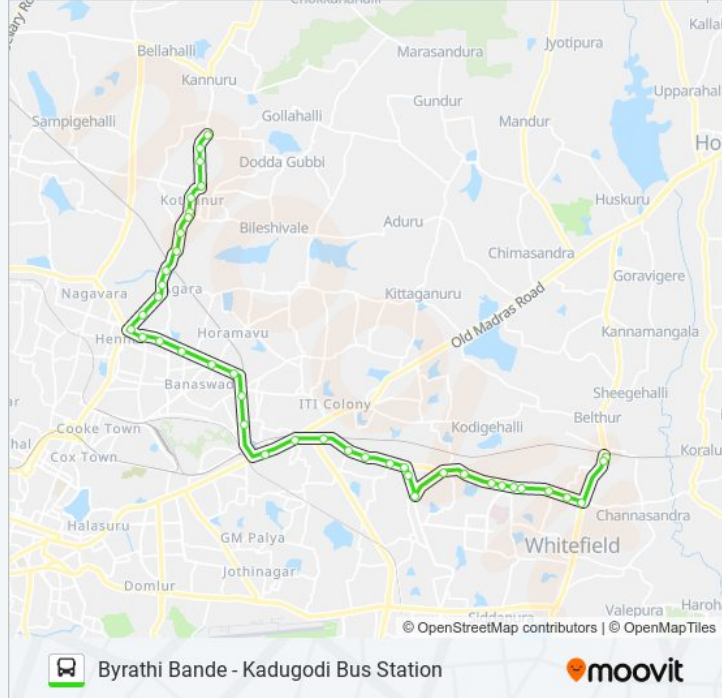 Bellahalli
Marasandura
Jyotipura
Kannuru
Gundur
Upparahal
Gollahalli
Mandur
Sampigehalli
Ho
Dodda Gubbi
Huskuru
Aduru
Bileshivale
Chimasandra
Goravigere
Nagavara
Kittaganuru
Old Madras Road
Kannamangala
Horamavu
Banaswad
Sheegehalli
ITI Colony
Belthur
Cooke Town
Kodigehalli
Cox Town
Koralu
Halasuru
Channasandra
GM Palya
Whitefield
Jothinagar
Domlur
Valepura
Haroh
© OpenStreetMap contributors | © OpenMapTiles
Byrathi Bande - Kadugodi Bus Station
moovit